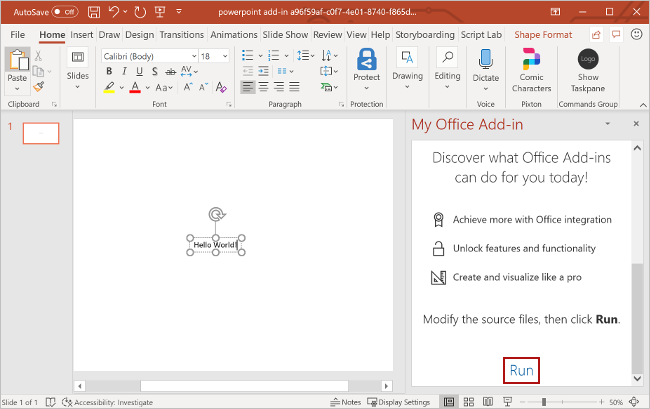 AutoSave Off powerpoint add-in a96f59af-c0f7-4e01-8740-f865d...
File Home Insert Draw Design Transitions Animations Slide Show Review View Help Storyboarding Script Lab Shape Format
Calibri (Body) 10
B I U S ab AV
A Aa A A A
Paste Slides Protect Drawing Editing Dictate Comic Characters Logo Show Taskpane
Clipboard Font Paragraph Protection Voice Pixton Commands Group
1
Hello World!
My Office Add-in
Discover what Office Add-ins
can do for you today!
Achieve more with Office integration
Unlock features and functionality
Create and visualize like a pro
Modify the source files, then click Run.
Run
Slide 1 of 1 Accessibility: Investigate Notes Display Settings 50%